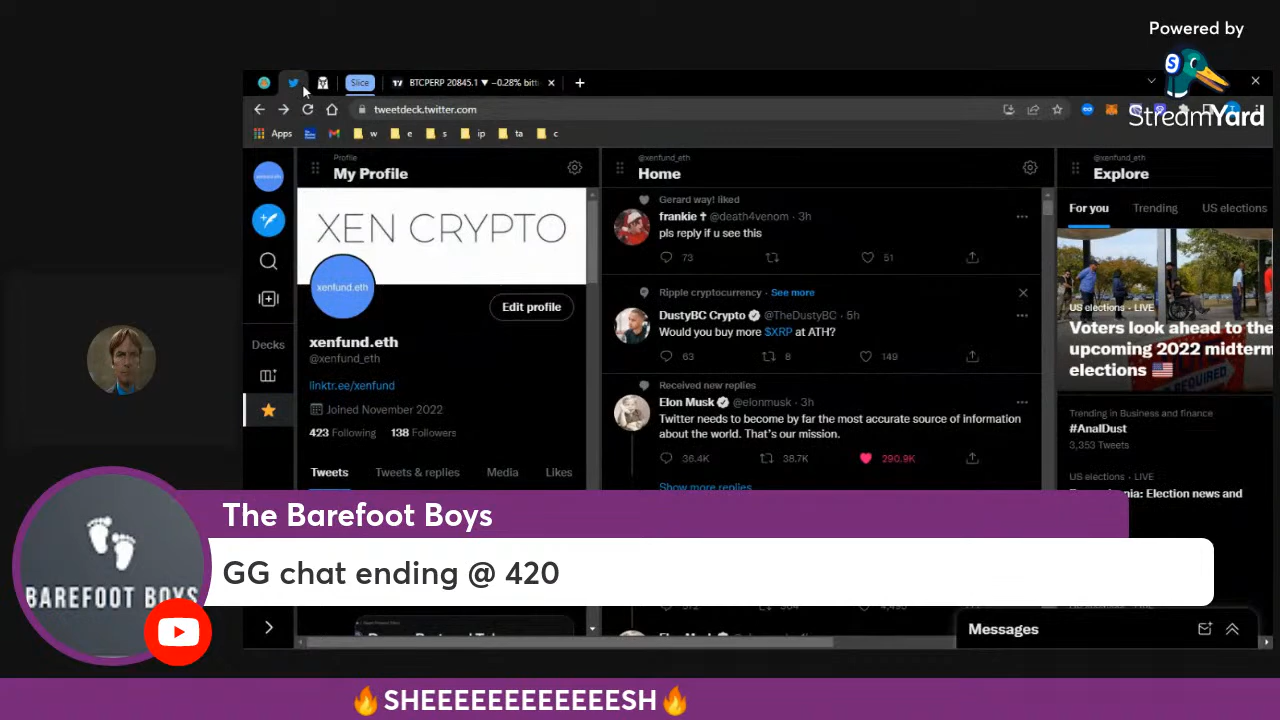 Powered by
StreamYard
Slice
BTCPERP 20845.1 ▼ −0.28% bitt
tweetdeck.twitter.com
Apps
w
e
s
ip
ta
c
Profile
My Profile
@xenfund_eth
Home
@xenfund_eth
Explore
XEN CRYPTO
xenfund.eth
Edit profile
xenfund.eth
@xenfund_eth
linktr.ee/xenfund
Joined November 2022
423 Following 138 Followers
Tweets Tweets & replies Media Likes
Decks
Gerard way! liked
frankie ✝ @death4venom · 3h
pls reply if u see this
73 51
Ripple cryptocurrency · See more
DustyBC Crypto @TheDustyBC · 5h
Would you buy more $XRP at ATH?
63 8 149
Received new replies
Elon Musk @elonmusk · 3h
Twitter needs to become by far the most accurate source of information
about the world. That's our mission.
36.4K 38.7K 290.9K
Show more replies
For you Trending US elections
US elections · LIVE
Voters look ahead to the
upcoming 2022 midterm
elections 🇺🇸
Trending in Business and finance
#AnalDust
3,353 Tweets
US elections · LIVE
Election news and
The Barefoot Boys
GG chat ending @ 420
BAREFOOT BOYS
Messages
🔥SHEEEEEEEEEEEESH🔥